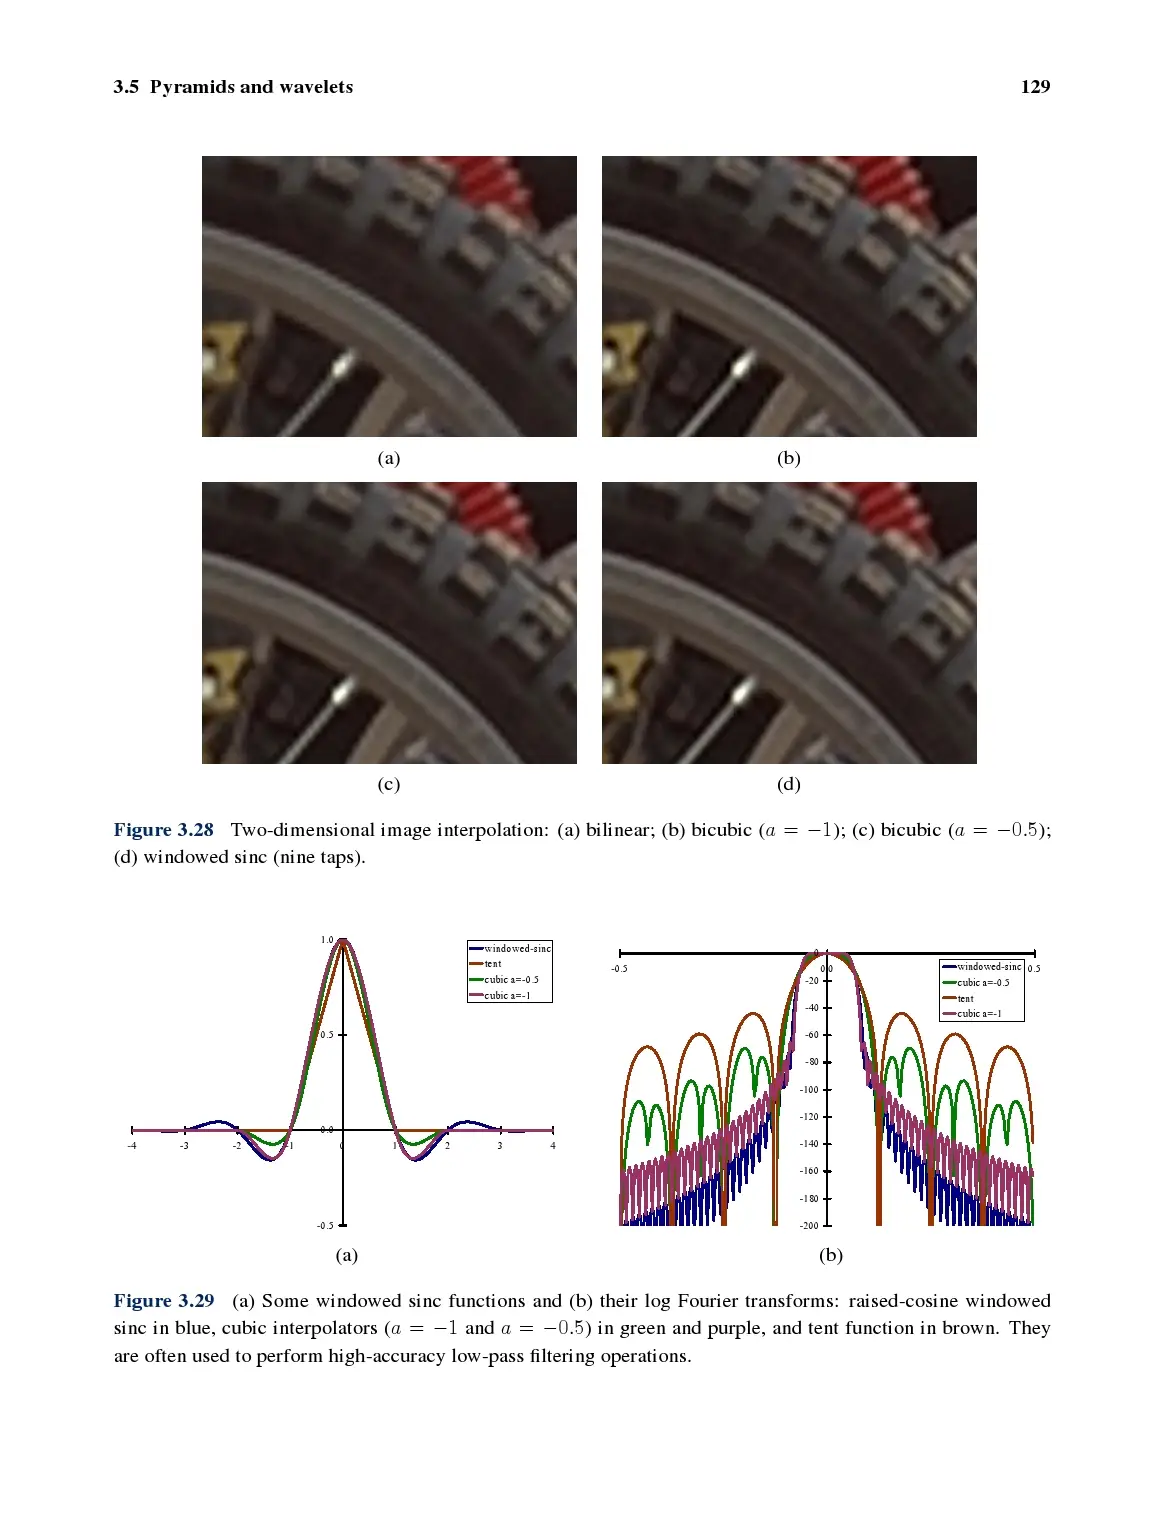 3.5 Pyramids and wavelets 129
(a) (b)
(c) (d)
Figure 3.28 Two-dimensional image interpolation: (a) bilinear; (b) bicubic (a = −1); (c) bicubic (a = −0.5);
(d) windowed sinc (nine taps).
1.0
0.5
0.0
-0.5
-4 -3 -2 -1 0 1 2 3 4
windowed-sinc
tent
cubic a=-0.5
cubic a=-1
(a)
-0.5 0.0 0.5
0
-20
-40
-60
-80
-100
-120
-140
-160
-180
-200
windowed-sinc
cubic a=-0.5
tent
cubic a=-1
(b)
Figure 3.29 (a) Some windowed sinc functions and (b) their log Fourier transforms: raised-cosine windowed
sinc in blue, cubic interpolators (a = −1 and a = −0.5) in green and purple, and tent function in brown. They
are often used to perform high-accuracy low-pass filtering operations.